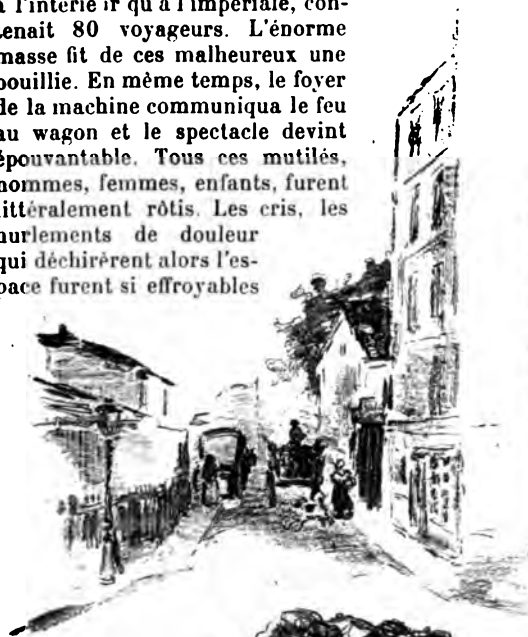 à l'intérie ir qu'à l'impériale, con-
tenait 80 voyageurs. L'énorme
masse fit de ces malheureux une
bouillie. En même temps, le foyer
de la machine communiqua le feu
au wagon et le spectacle devint
épouvantable. Tous ces mutilés,
hommes, femmes, enfants, furent
littéralement rôtis. Les cris, les
hurlements de douleur
qui déchirèrent alors l'es-
pace furent si effroyables